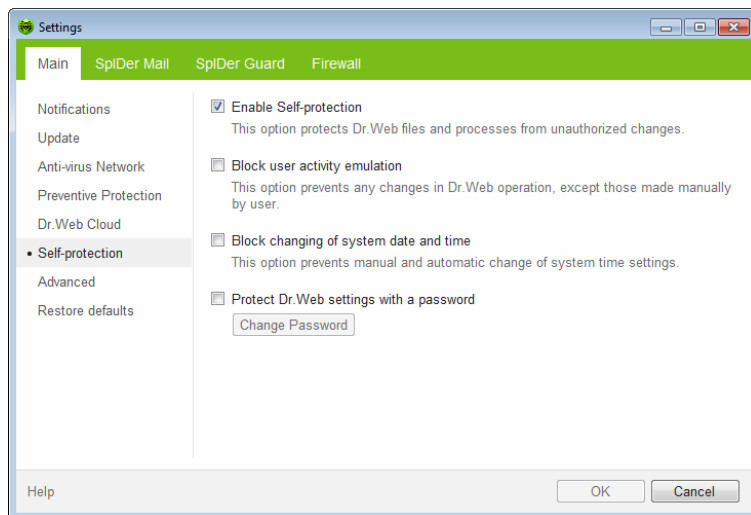 Settings
Main SpIDer Mail SpIDer Guard Firewall
Notifications
Update
Anti-virus Network
Preventive Protection
Dr.Web Cloud
Self-protection
Advanced
Restore defaults
Enable Self-protection
This option protects Dr.Web files and processes from unauthorized changes.
Block user activity emulation
This option prevents any changes in Dr.Web operation, except those made manually
by user.
Block changing of system date and time
This option prevents manual and automatic change of system time settings.
Protect Dr.Web settings with a password
Change Password
Help OK Cancel